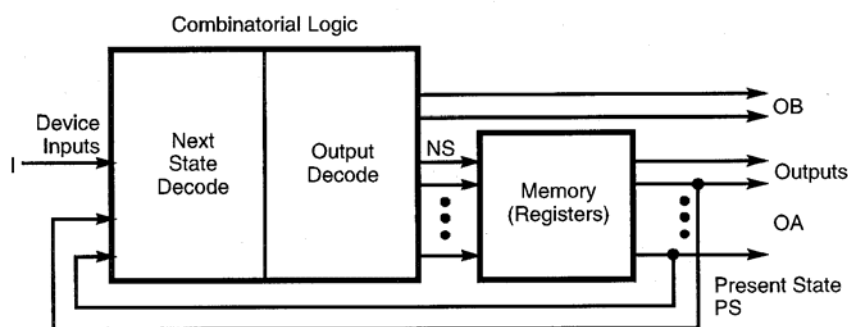 Combinatorial Logic
Device
Inputs
I
Next
State
Decode
Output
Decode
NS
Memory
(Registers)
OB
Outputs
OA
Present State
PS